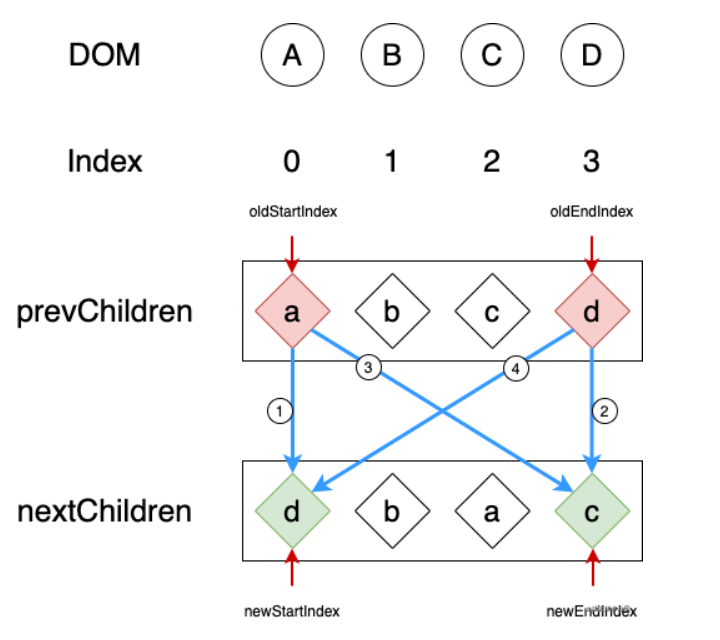 DOM A B C D
Index 0 1 2 3
oldStartIndex oldEndIndex
prevChildren a b c d
3 4
1 2
nextChildren d b a c
newStartIndex newEndIndex